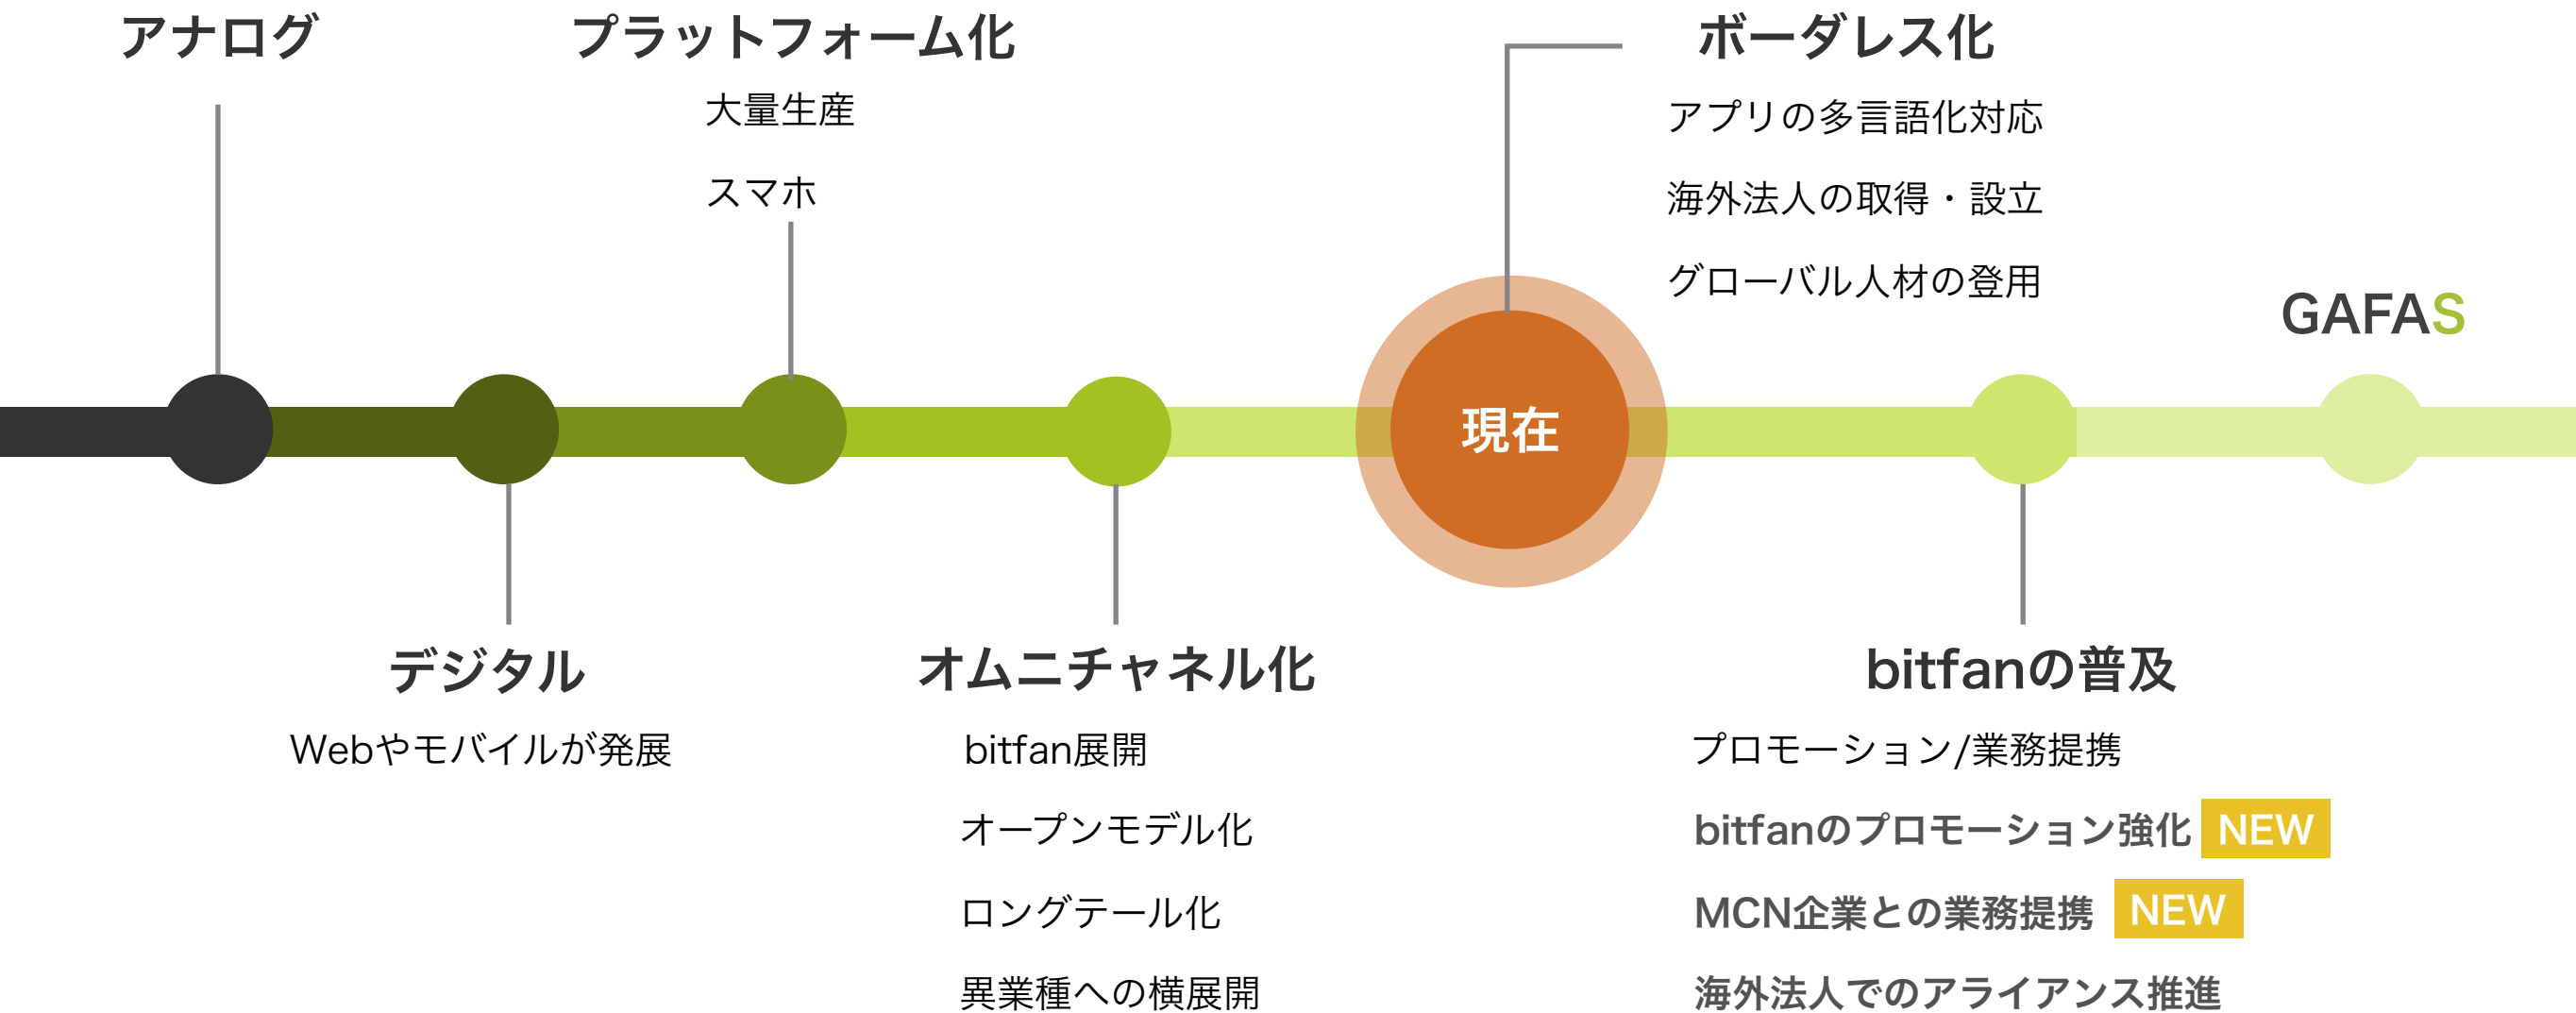 アナログ
プラットフォーム化
大量生産
スマホ
ボーダレス化
アプリの多言語化対応
海外法人の取得・設立
グローバル人材の登用
GAFAS
現在
デジタル
Webやモバイルが発展
オムニチャネル化
bitfan展開
オープンモデル化
ロングテール化
異業種への横展開
bitfanの普及
プロモーション/業務提携
bitfanのプロモーション強化 NEW
MCN企業との業務提携 NEW
海外法人でのアライアンス推進